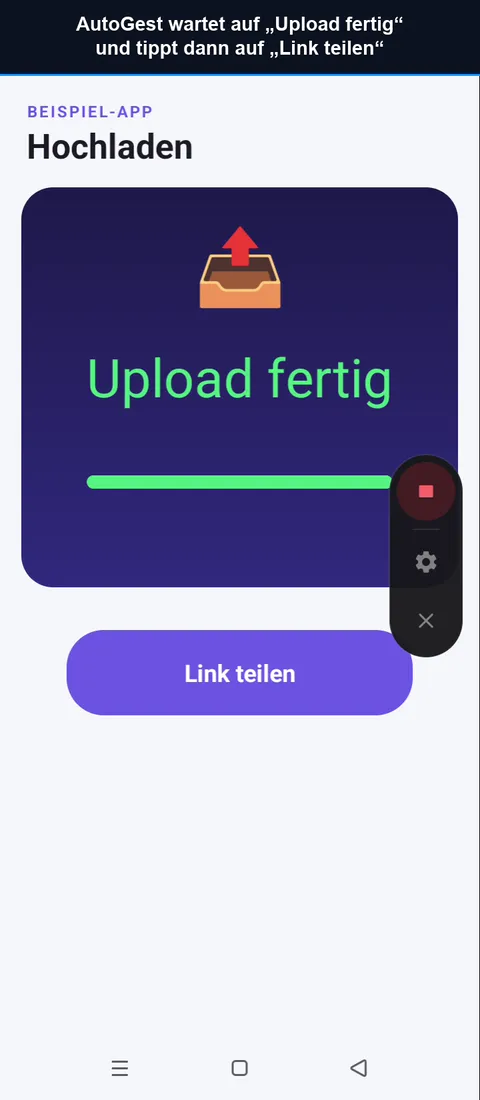 AutoGest wartet auf „Upload fertig“
und tippt dann auf „Link teilen“
BEISPIEL-APP
Hochladen
Upload fertig
Link teilen